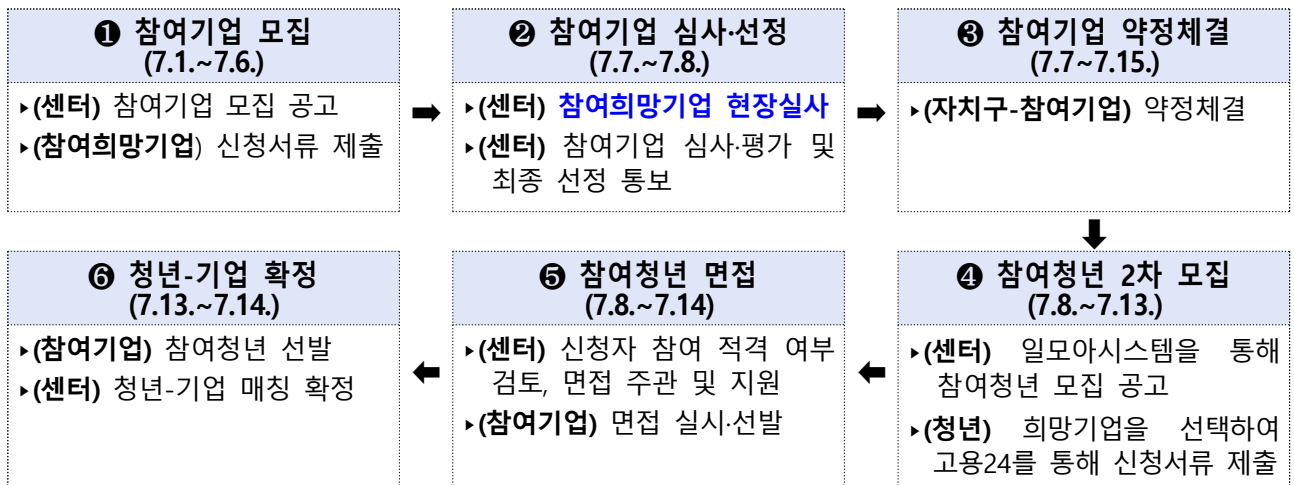 ❶ 참여기업 모집
(7.1.~7.6.)
▸(센터) 참여기업 모집 공고
▸(참여희망기업) 신청서류 제출
❷ 참여기업 심사·선정
(7.7.~7.8.)
▸(센터) 참여희망기업 현장실사
▸(센터) 참여기업 심사·평가 및
최종 선정 통보
❸ 참여기업 약정체결
(7.7~7.15.)
▸(자치구-참여기업) 약정체결
❹ 참여청년 2차 모집
(7.8.~7.13.)
▸(센터) 일모아시스템을 통해
참여청년 모집 공고
▸(청년) 희망기업을 선택하여
고용24를 통해 신청서류 제출
❺ 참여청년 면접
(7.8.~7.14)
▸(센터) 신청자 참여 적격 여부
검토, 면접 주관 및 지원
▸(참여기업) 면접 실시·선발
❻ 청년-기업 확정
(7.13.~7.14.)
▸(참여기업) 참여청년 선발
▸(센터) 청년-기업 매칭 확정